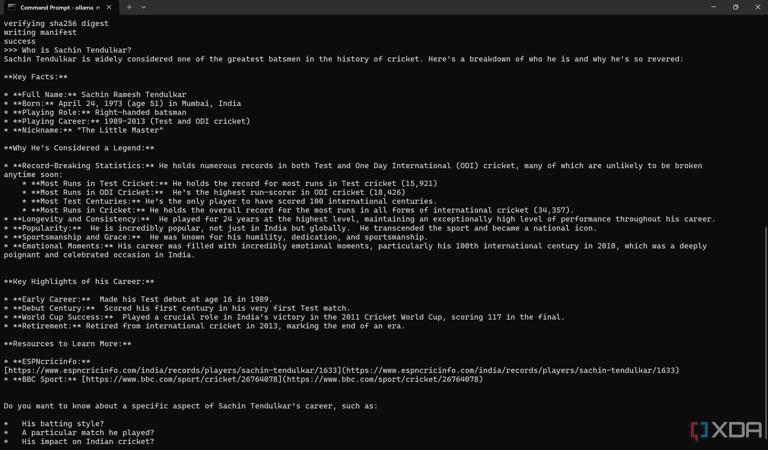 Command Prompt - ollama r
verifying sha256 digest
writing manifest
success
>>> Who is Sachin Tendulkar?
Sachin Tendulkar is widely considered one of the greatest batsmen in the history of cricket. Here's a breakdown of who he is and why he's so revered:
**Key Facts:**
* **Full Name:** Sachin Ramesh Tendulkar
* **Born:** April 24, 1973 (age 51) in Mumbai, India
* **Playing Role:** Right-handed batsman
* **Playing Career:** 1989-2013 (Test and ODI cricket)
* **Nickname:** "The Little Master"
**Why He's Considered a Legend:**
* **Record-Breaking Statistics:** He holds numerous records in both Test and One Day International (ODI) cricket, many of which are unlikely to be broken
anytime soon:
* **Most Runs in Test Cricket:** He holds the record for most runs in Test cricket (15,921)
* **Most Runs in ODI Cricket:**  He's the highest run-scorer in ODI cricket (18,426)
* **Most Test Centuries:** He's the only player to have scored 100 international centuries.
* **Most Runs in Cricket:** He holds the overall record for the most runs in all forms of international cricket (34,357).
* **Longevity and Consistency:**  He played for 24 years at the highest level, maintaining an exceptionally high level of performance throughout his career.
* **Popularity:**  He is incredibly popular, not just in India but globally.  He transcended the sport and became a national icon.
* **Sportsmanship and Grace:**  He was known for his humility, dedication, and sportsmanship.
* **Emotional Moments:** His career was filled with incredibly emotional moments, particularly his 100th international century in 2010, which was a deeply
poignant and celebrated occasion in India.
**Key Highlights of his Career:**
* **Early Career:**  Made his Test debut at age 16 in 1989.
* **Debut Century:**  Scored his first century in his very first Test match.
* **World Cup Success:**  Played a crucial role in India's victory in the 2011 Cricket World Cup, scoring 117 in the final.
* **Retirement:** Retired from international cricket in 2013, marking the end of an era.
**Resources to Learn More:**
* **ESPNcricinfo:**
[https://www.espncricinfo.com/india/records/players/sachin-tendulkar/1633](https://www.espncricinfo.com/india/records/players/sachin-tendulkar/1633)
* **BBC Sport:** [https://www.bbc.com/sport/cricket/26764078](https://www.bbc.com/sport/cricket/26764078)
Do you want to know about a specific aspect of Sachin Tendulkar's career, such as:
*   His batting style?
*   A particular match he played?
*   His impact on Indian cricket?
XDA